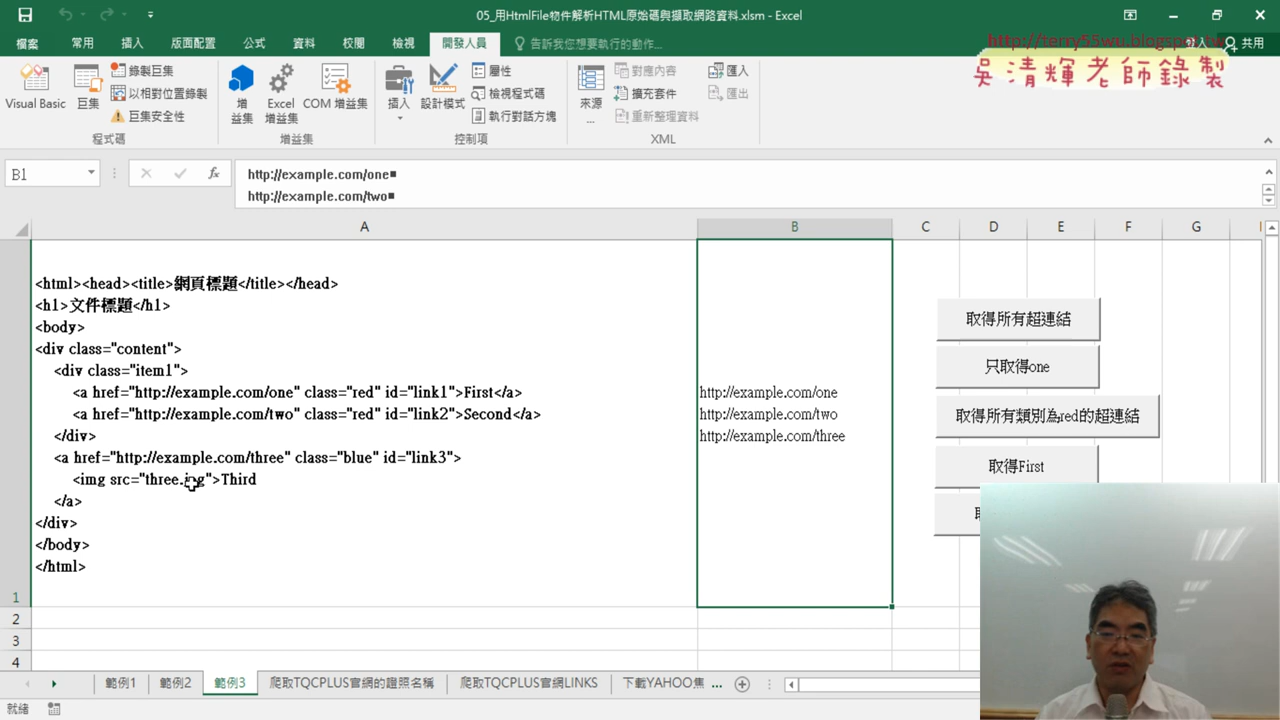 05_用HtmlFile物件解析HTML原始碼與擷取網路資料.xlsm - Excel
檔案 常用 插入 版面配置 公式 資料 校閱 檢視 開發人員 告訴我您想要執行的動作... 共用
http://terry55wu.blogspot.tw
吳清輝老師錄製
Visual Basic 巨集 錄製巨集 以相對位置錄製 巨集安全性 程式碼
增益集 Excel 增益集 COM 增益集 增益集
插入 設計模式 屬性 檢視程式碼 執行對話方塊 控制項
來源... 對應內容 擴充套件 重新整理資料 匯入 匯出 XML
B1 fx http://example.com/one
http://example.com/two
A B C D E F G
<html><head><title>網頁標題</title></head>
<h1>文件標題</h1>
<body>
<div class="content">
<div class="item1">
<a href="http://example.com/one" class="red" id="link1">First</a>
<a href="http://example.com/two" class="red" id="link2">Second</a>
</div>
<a href="http://example.com/three" class="blue" id="link3">
<img src="three.jpg">Third
</a>
</div>
</body>
</html>
http://example.com/one
http://example.com/two
http://example.com/three
取得所有超連結
只取得one
取得所有類別為red的超連結
取得First
1
2
3
4
範例1 範例2 範例3 爬取TQCPLUS官網的證照名稱 爬取TQCPLUS官網LINKS 下載YAHOO焦 ...
就緒